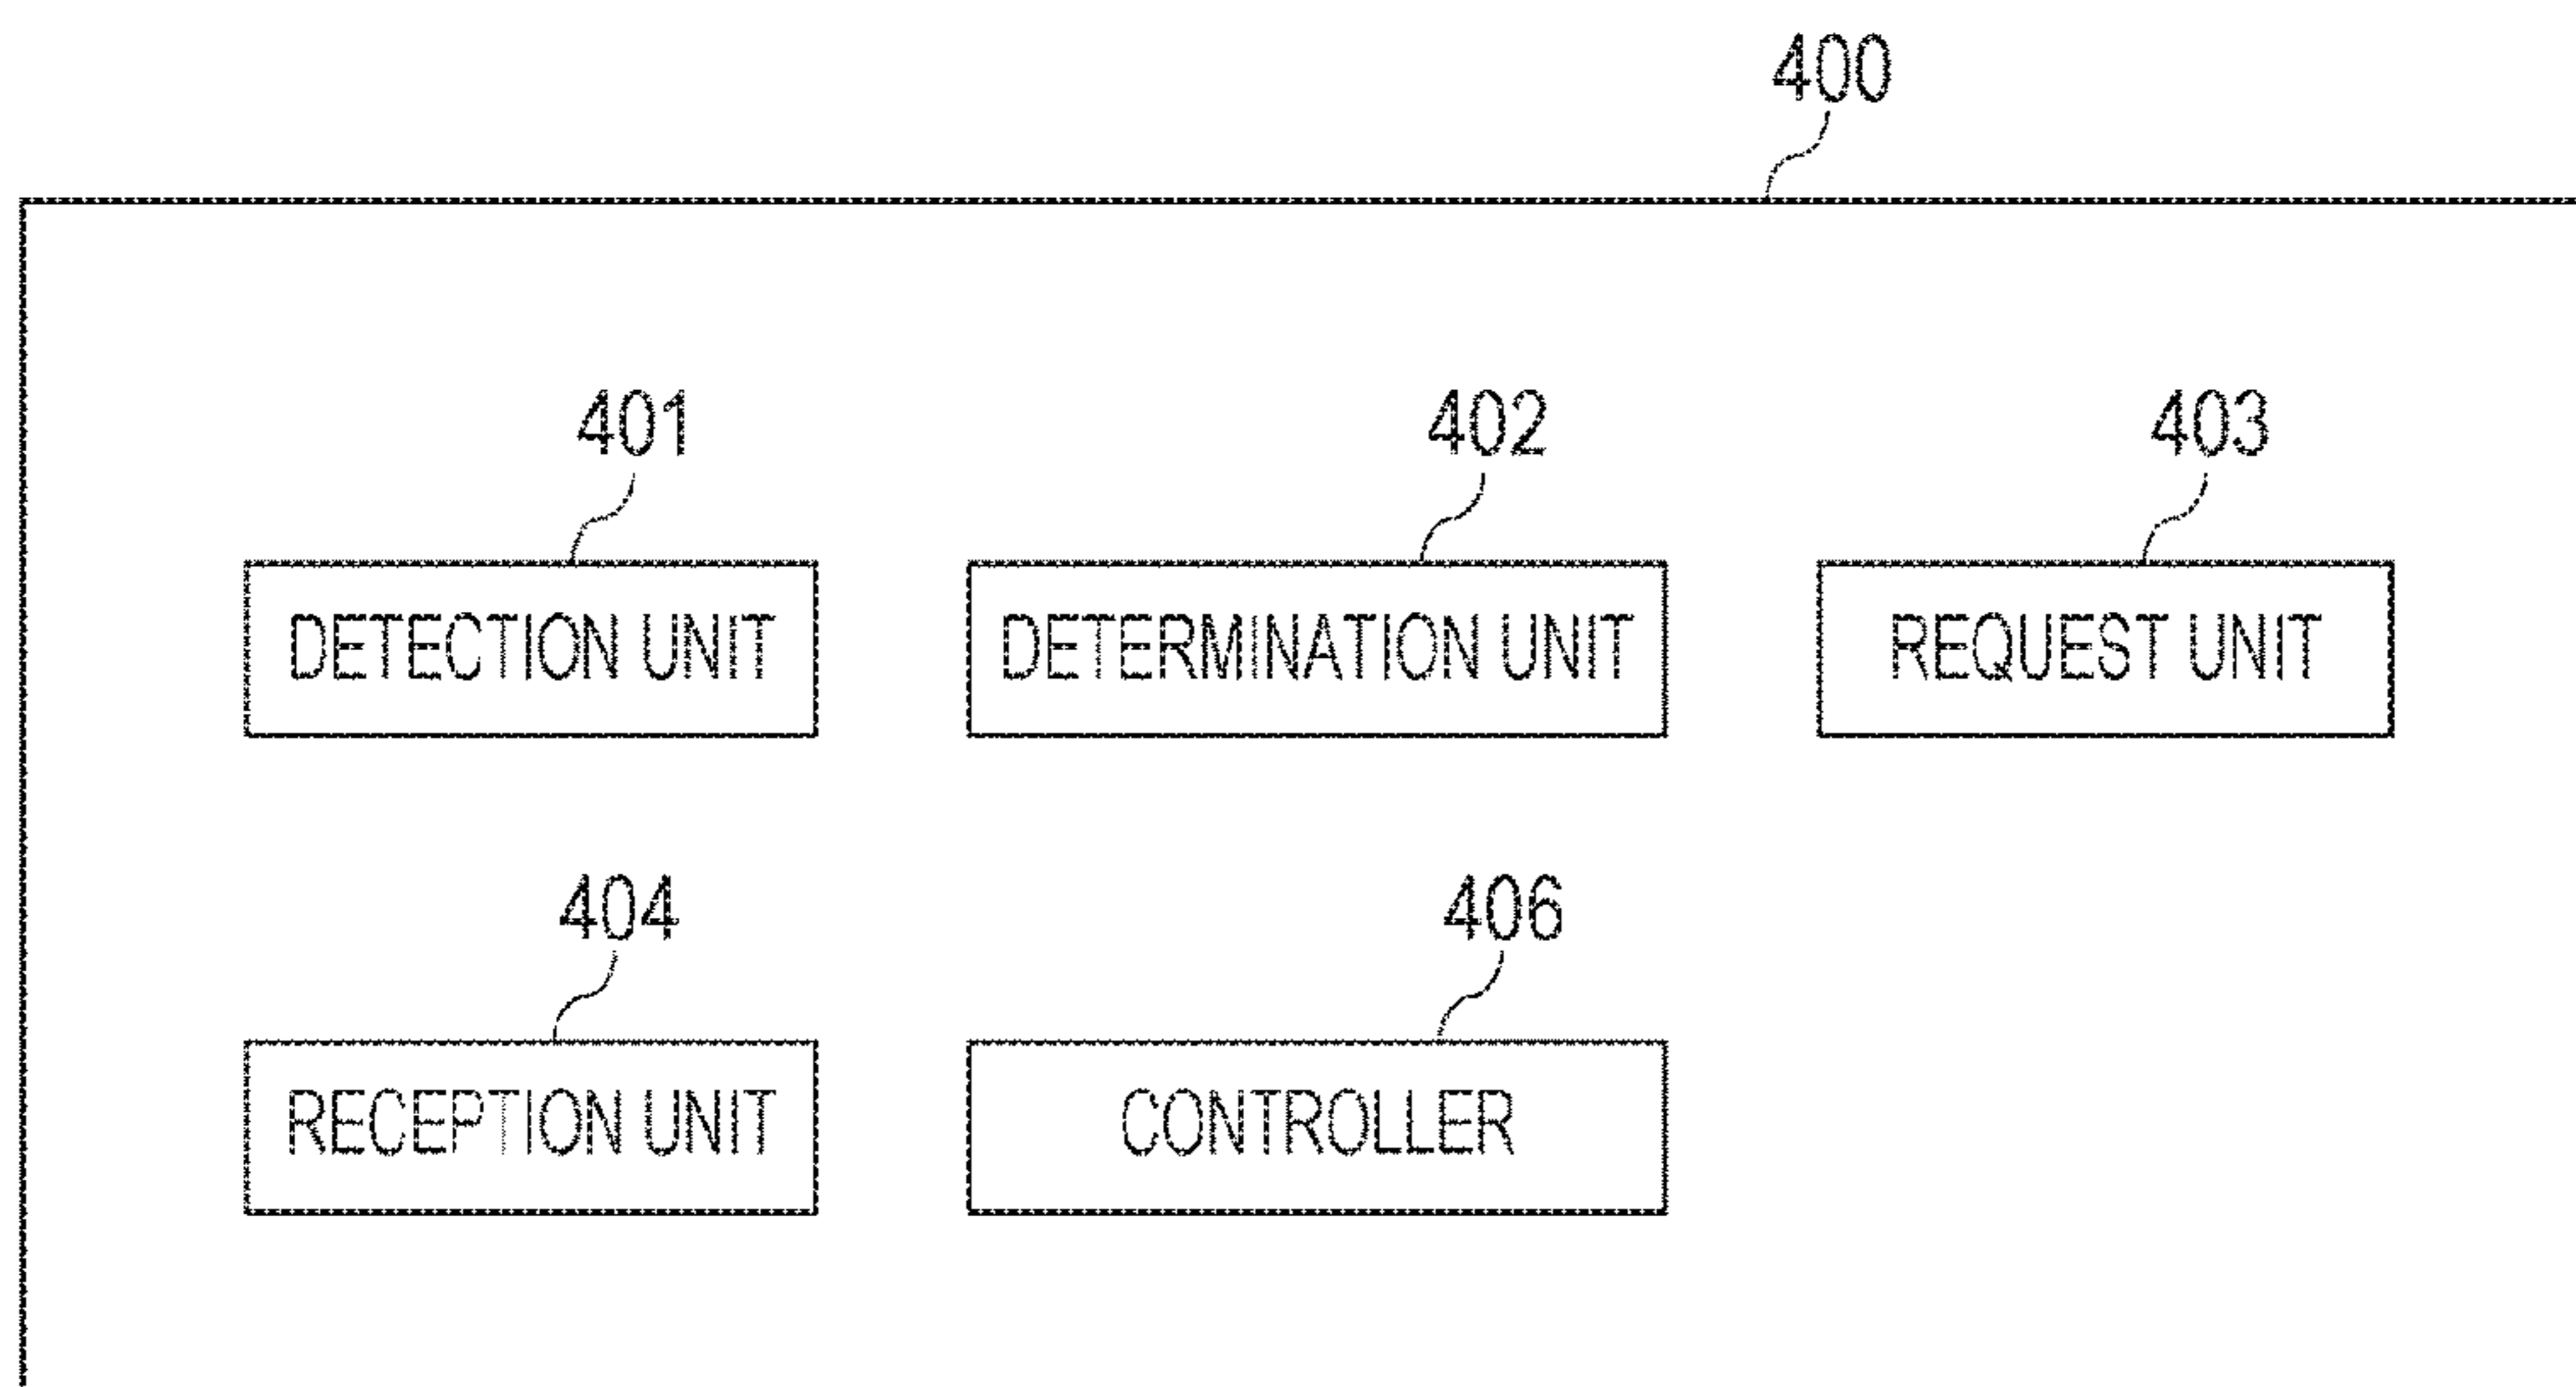 400
401
402
403
DETECTION UNIT
DETERMINATION UNIT
REQUEST UNIT
404
406
RECEPTION UNIT
CONTROLLER